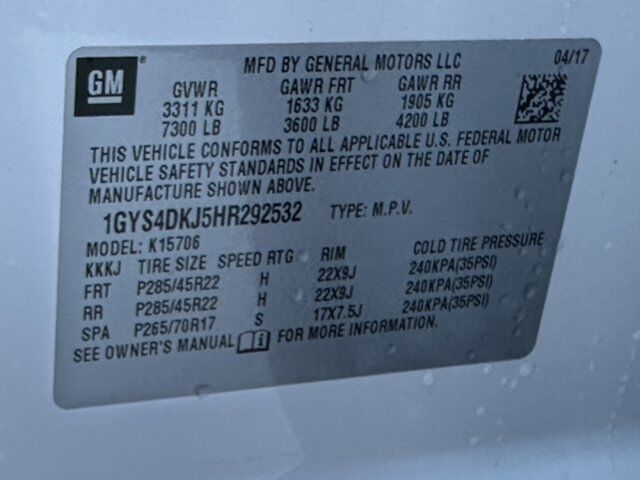 GM
MFD BY GENERAL MOTORS LLC 04/17
GVWR GAWR FRT GAWR RR
3311 KG 1633 KG 1905 KG
7300 LB 3600 LB 4200 LB
THIS VEHICLE CONFORMS TO ALL APPLICABLE U.S. FEDERAL MOTOR
VEHICLE SAFETY STANDARDS IN EFFECT ON THE DATE OF
MANUFACTURE SHOWN ABOVE.
1GYS4DKJ5HR292532 TYPE: M.P.V.
MODEL: K15706
KKKJ TIRE SIZE SPEED RTG RIM COLD TIRE PRESSURE
FRT P285/45R22 H 22X9J 240KPA(35PSI)
RR P285/45R22 H 22X9J 240KPA(35PSI)
SPA P265/70R17 S 17X7.5J 240KPA(35PSI)
SEE OWNER'S MANUAL FOR MORE INFORMATION.